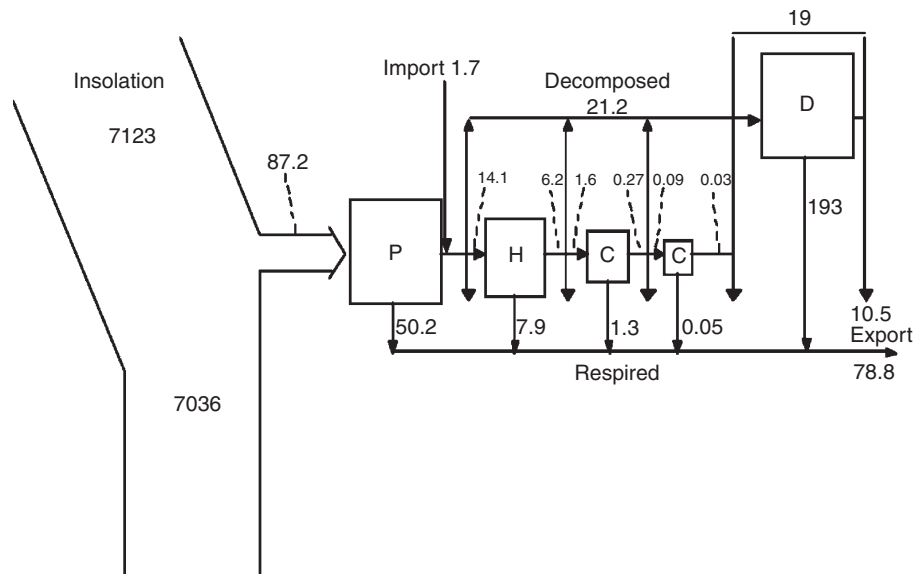 19
Import 1.7
Insolation
Decomposed
21.2
D
7123
87.2
14.1
6.2
1.6
0.27
0.09
0.03
193
P
H
C
C
50.2
7.9
1.3
0.05
10.5
Export
Respired
78.8
7036